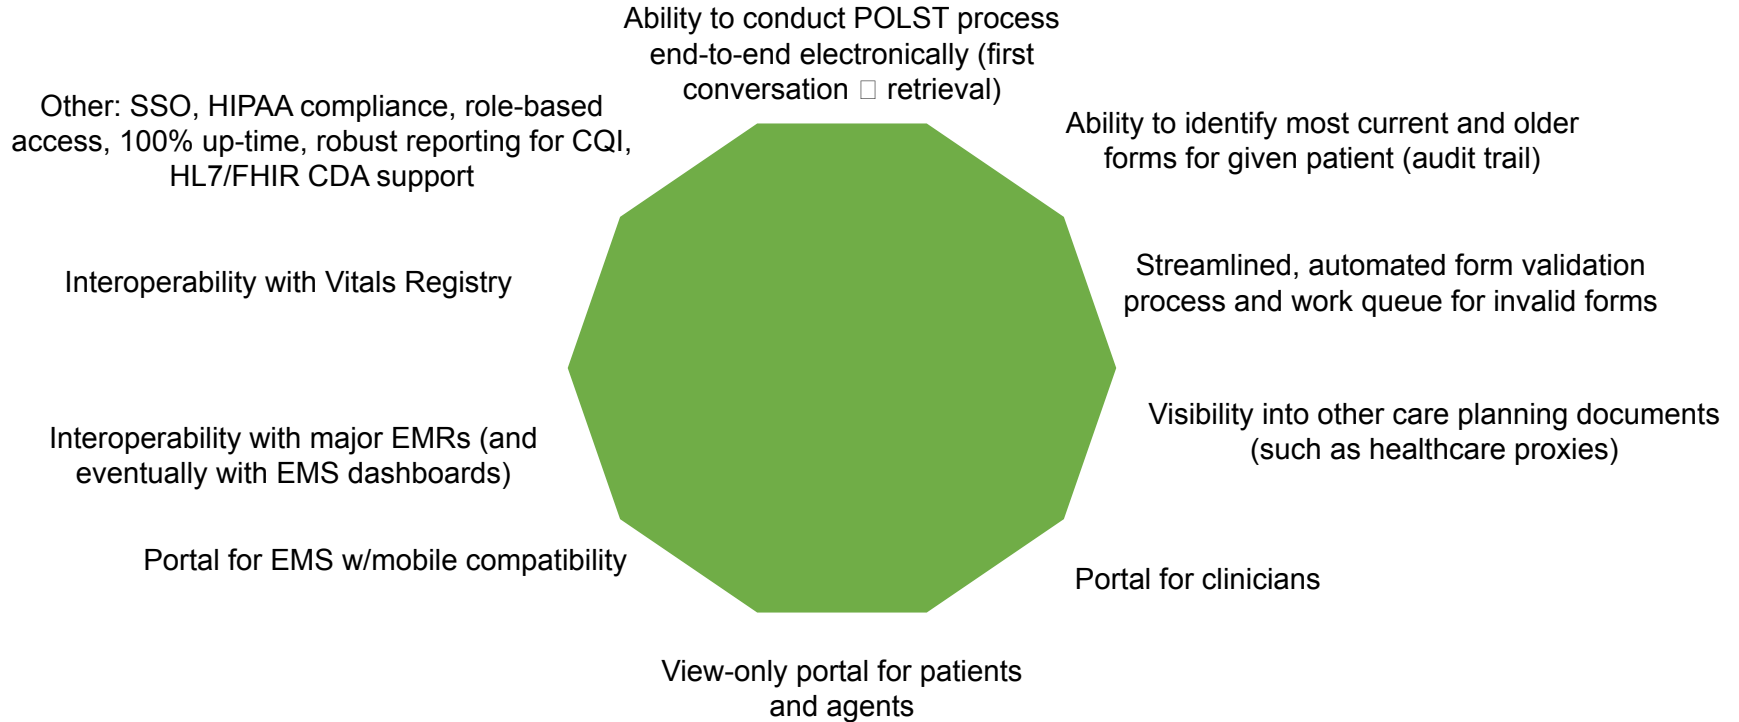 Ability to conduct POLST process
end-to-end electronically (first
conversation □ retrieval)
Ability to identify most current and older
forms for given patient (audit trail)
Streamlined, automated form validation
process and work queue for invalid forms
Visibility into other care planning documents
(such as healthcare proxies)
Portal for clinicians
View-only portal for patients
and agents
Portal for EMS w/mobile compatibility
Interoperability with major EMRs (and
eventually with EMS dashboards)
Interoperability with Vitals Registry
Other: SSO, HIPAA compliance, role-based
access, 100% up-time, robust reporting for CQI,
HL7/FHIR CDA support